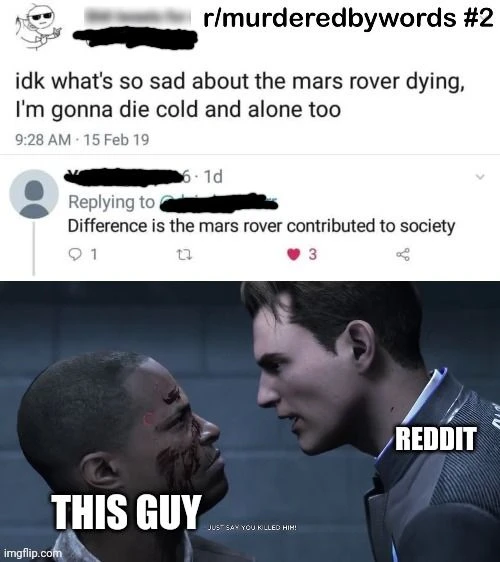 r/murderedbywords #2
idk what's so sad about the mars rover dying,
I'm gonna die cold and alone too
9:28 AM · 15 Feb 19
6 · 1d
Replying to
Difference is the mars rover contributed to society
1
3
REDDIT
THIS GUY
JUST SAY YOU KILLED HIM!
imgflip.com